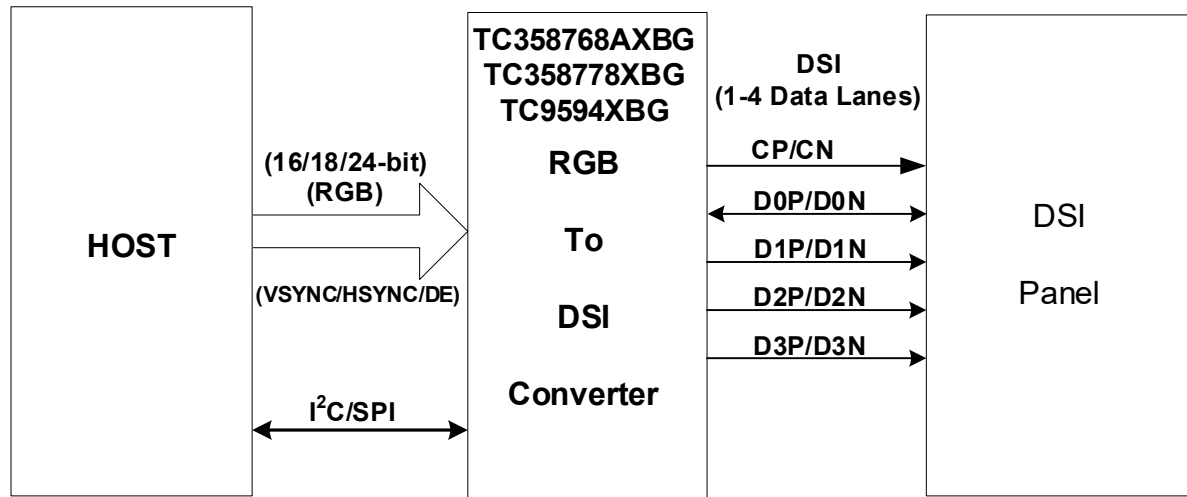 HOST
(16/18/24-bit)
(RGB)
(VSYNC/HSYNC/DE)
I²C/SPI
TC358768AXBG
TC358778XBG
TC9594XBG
RGB
To
DSI
Converter
DSI
(1-4 Data Lanes)
CP/CN
D0P/D0N
D1P/D1N
D2P/D2N
D3P/D3N
DSI
Panel